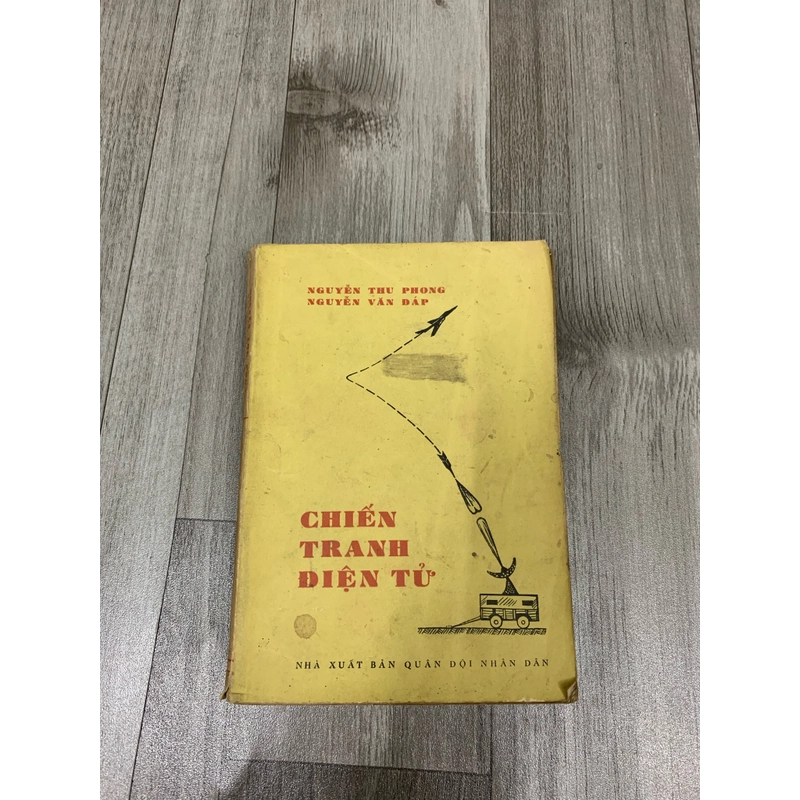 NGUYỄN THU PHONG
NGUYỄN VĂN ĐÁP
CHIẾN
TRANH
ĐIỆN TỬ
NHÀ XUẤT BẢN QUÂN ĐỘI NHÂN DÂN